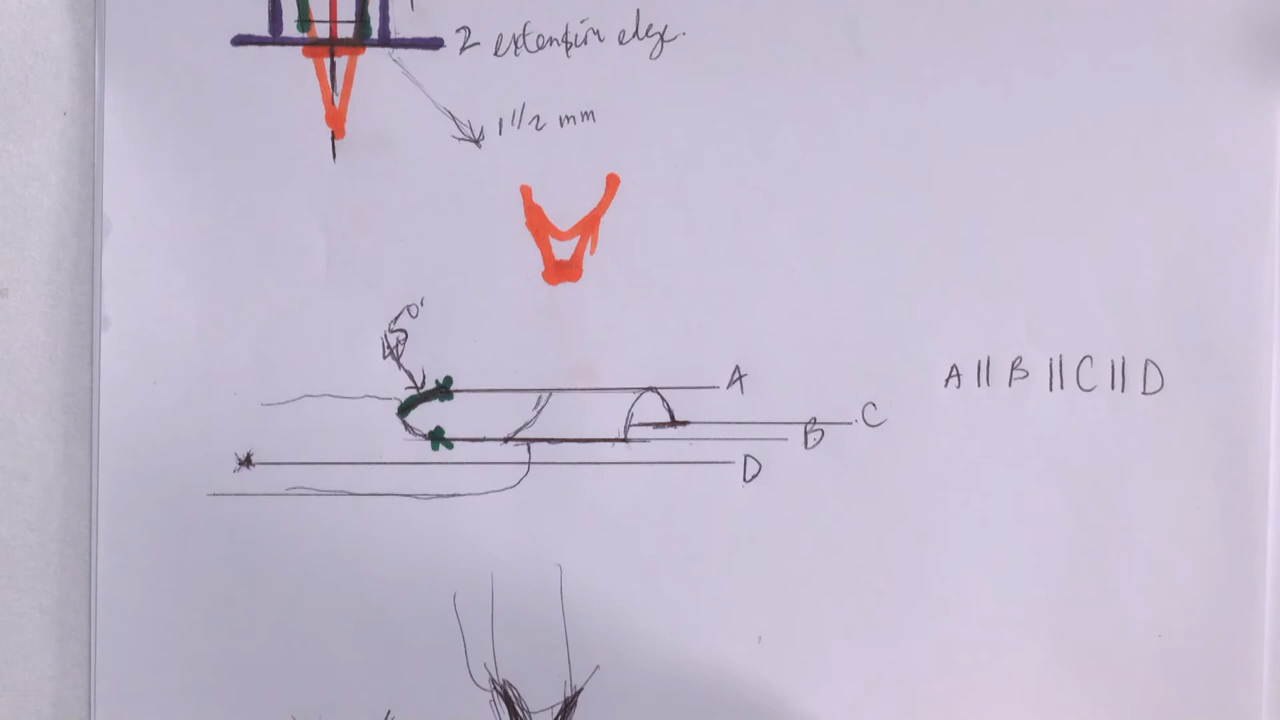 2 extension edge.
1 1/2 mm
45°
A
A || B || C || D
C
B
D